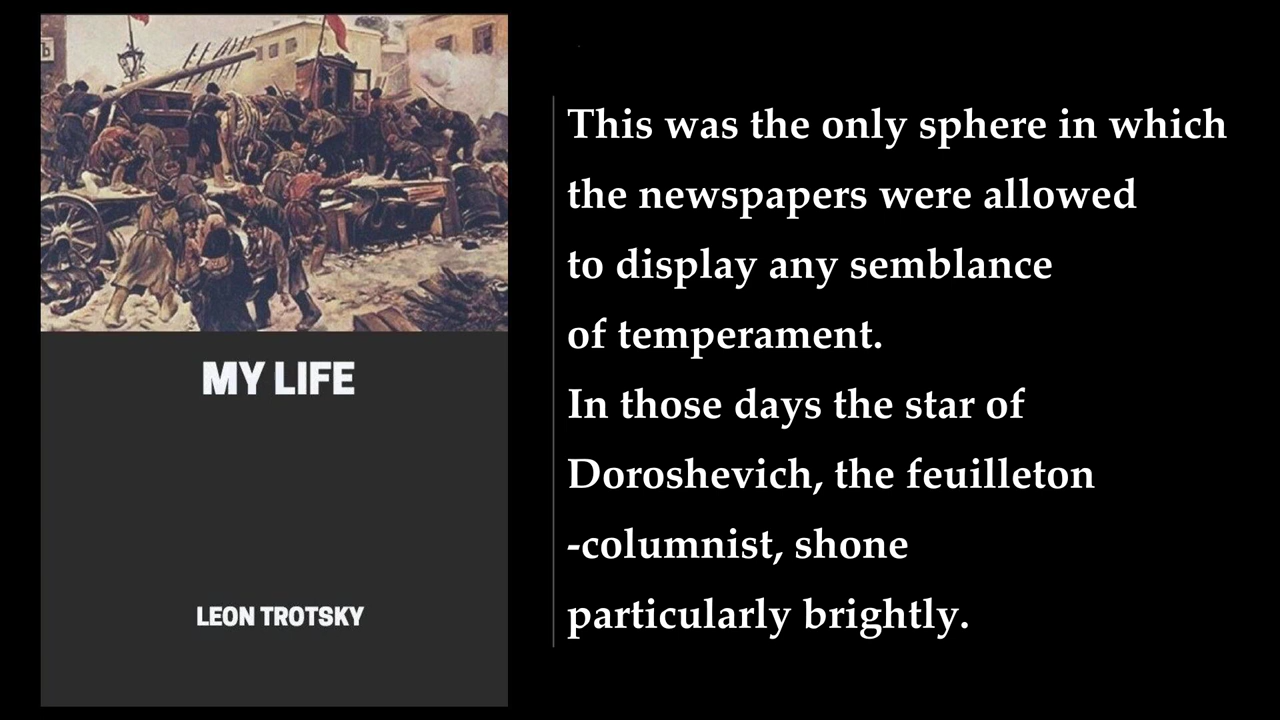 MY LIFE
LEON TROTSKY
This was the only sphere in which
the newspapers were allowed
to display any semblance
of temperament.
In those days the star of
Doroshevich, the feuilleton
-columnist, shone
particularly brightly.